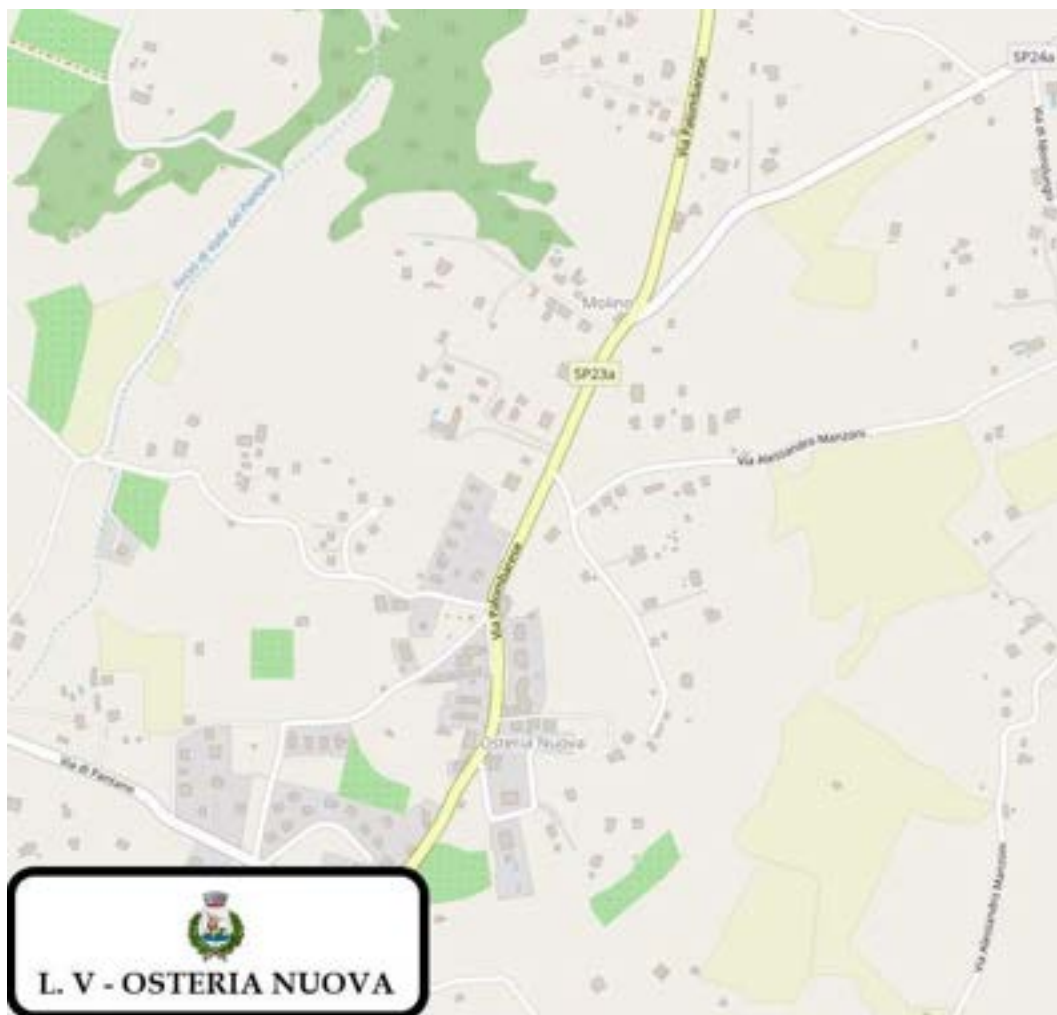 SP24a
Via Palombarese
Molino
SP23a
Via Alessandro Manzoni
Via Palombarese
Osteria Nuova
Via di Pantane
Via Alessandro Manzoni
L. V - OSTERIA NUOVA